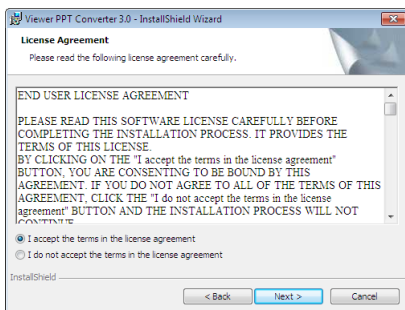 Viewer PPT Converter 3.0 - InstallShield Wizard
License Agreement
Please read the following license agreement carefully.
END USER LICENSE AGREEMENT
PLEASE READ THIS SOFTWARE LICENSE CAREFULLY BEFORE
COMPLETING THE INSTALLATION PROCESS. IT PROVIDES THE
TERMS OF THIS LICENSE.
BY CLICKING ON THE "I accept the terms in the license agreement"
BUTTON, YOU ARE CONSENTING TO BE BOUND BY THIS
AGREEMENT. IF YOU DO NOT AGREE TO ALL OF THE TERMS OF THIS
AGREEMENT, CLICK THE "I do not accept the terms in the license
agreement" BUTTON AND THE INSTALLATION PROCESS WILL NOT
CONTINUE
I accept the terms in the license agreement
I do not accept the terms in the license agreement
InstallShield
< Back
Next >
Cancel